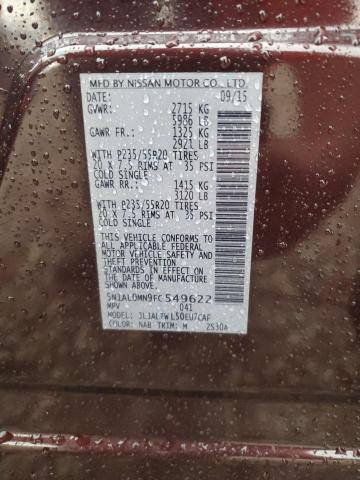 MFD BY NISSAN MOTOR CO., LTD.
DATE: 09/15
GVWR: 2715 KG
5986 LB
GAWR FR.: 1325 KG
2921 LB
WITH P235/55R20 TIRES
20 X 7.5 RIMS AT 35 PSI
COLD SINGLE
GAWR RR.: 1415 KG
3120 LB
WITH P235/55R20 TIRES
20 X 7.5 RIMS AT 35 PSI
COLD SINGLE
THIS VEHICLE CONFORMS TO
ALL APPLICABLE FEDERAL
MOTOR VEHICLE SAFETY
STANDARDS IN EFFECT
ON THE DATE OF MANUFACTURE
SHOWN ABOVE.
5N1AL0MN9FC549622
MPV 041
MODEL: JLJALWL50EU7CAF
COLOR: NAB TRIM: M ZS30A